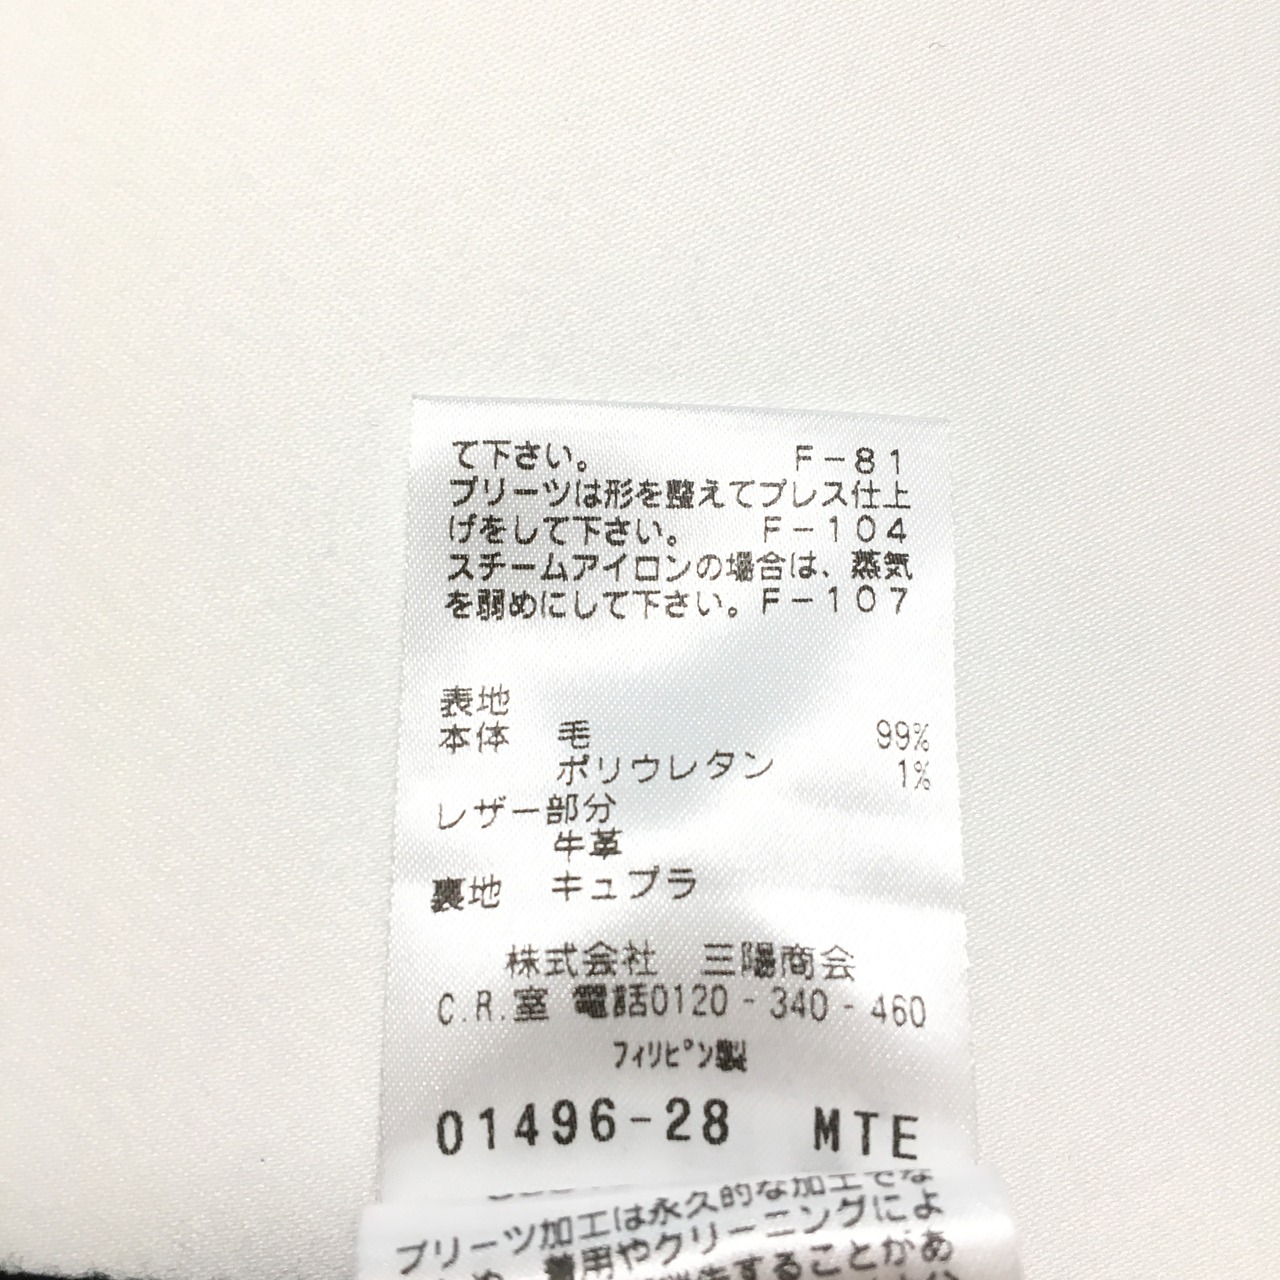 て下さい。 F-81
プリーツは形を整えてプレス仕上
げをして下さい。 F-104
スチームアイロンの場合は、蒸気
を弱めにして下さい。F-107
表地
本体 毛 99%
ポリウレタン 1%
レザー部分
牛革
裏地 キュプラ
株式会社 三陽商会
C.R.室 電話0120-340-460
フィリピン製
01496-28 MTE
プリーツ加工は永久的な加工でな
着用やクリーニングによ
することがあ